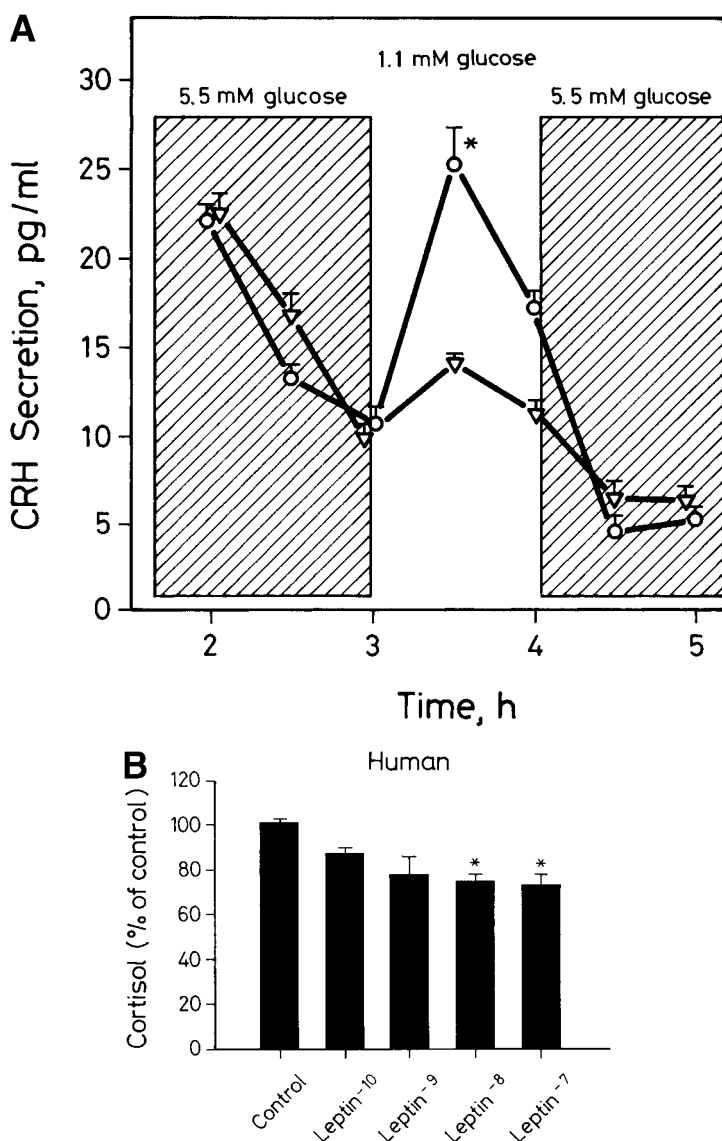 A
1.1 mM glucose
5.5 mM glucose
5.5 mM glucose
CRH Secretion, pg/ml
30
25
20
15
10
5
0
*
2
3
4
5
Time, h
B
Human
Cortisol (% of control)
120
100
80
60
40
20
0
*
*
Control
Leptin-10
Leptin-9
Leptin-8
Leptin-7